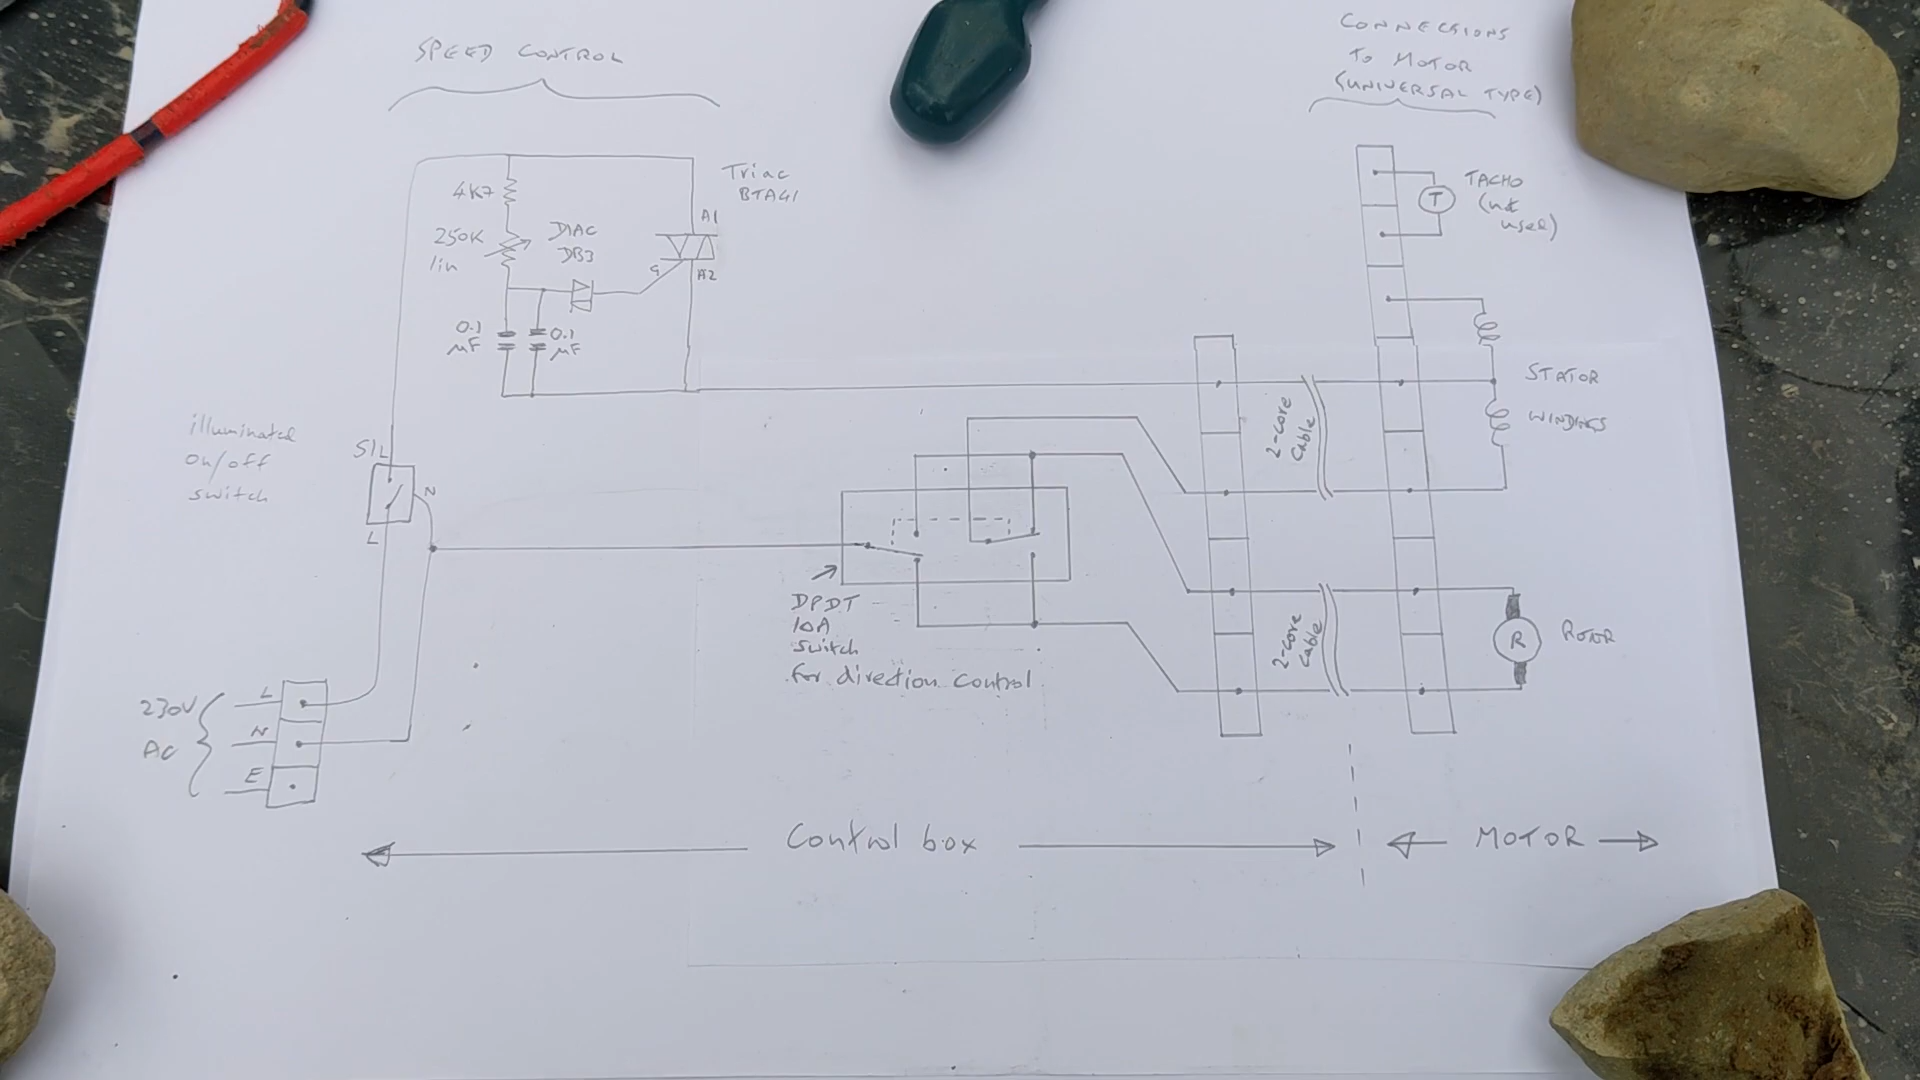 SPEED CONTROL
CONNECTIONS
TO MOTOR
(UNIVERSAL TYPE)
Triac
BTA41
4K7
A1
TACHO
(not
used)
T
250K
lin
DIAC
DB3
G
A2
0.1
µF
0.1
µF
STATOR
WINDINGS
2-core
Cable
illuminated
on/off
switch
S1
L
N
L
DPDT
10A
switch
for direction control
2-core
Cable
R
ROTOR
230V
AC
L
N
E
Control box
MOTOR